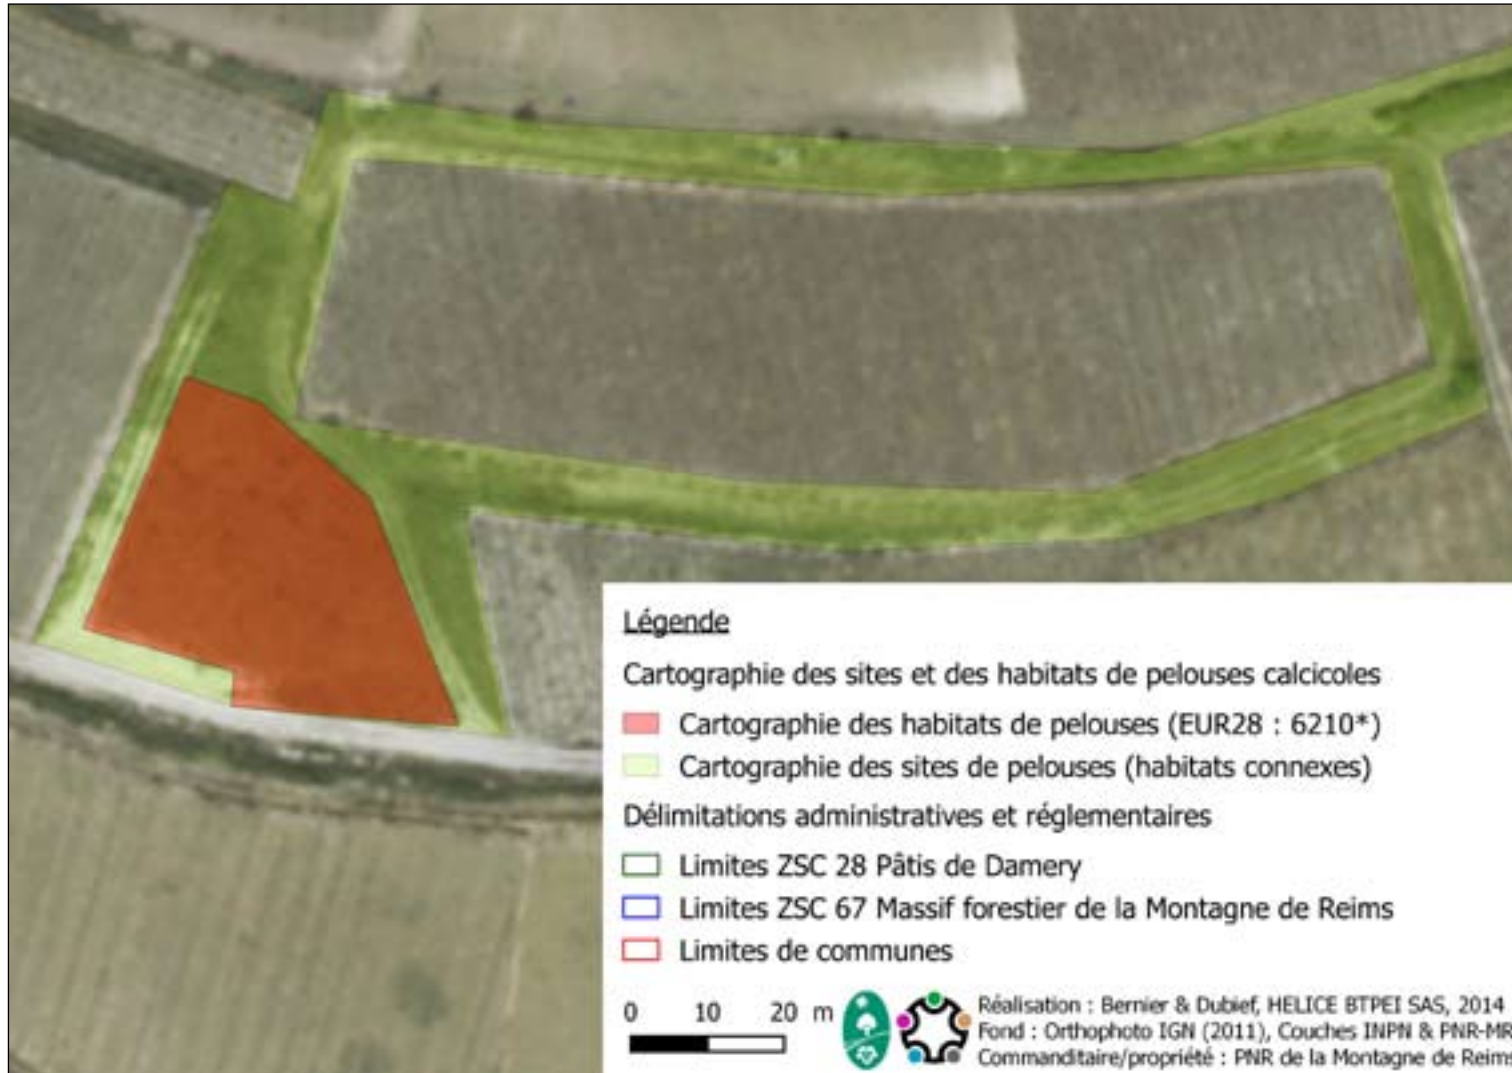 Légende
Cartographie des sites et des habitats de pelouses calcicoles
Cartographie des habitats de pelouses (EUR28 : 6210*)
Cartographie des sites de pelouses (habitats connexes)
Délimitations administratives et réglementaires
Limites ZSC 28 Pâtis de Damery
Limites ZSC 67 Massif forestier de la Montagne de Reims
Limites de communes
0 10 20 m
Réalisation : Bernier & Dubief, HELICE BTPEI SAS, 2014
Fond : Orthophoto IGN (2011), Couches INPN & PNR-MR
Commanditaire/propriété : PNR de la Montagne de Reims